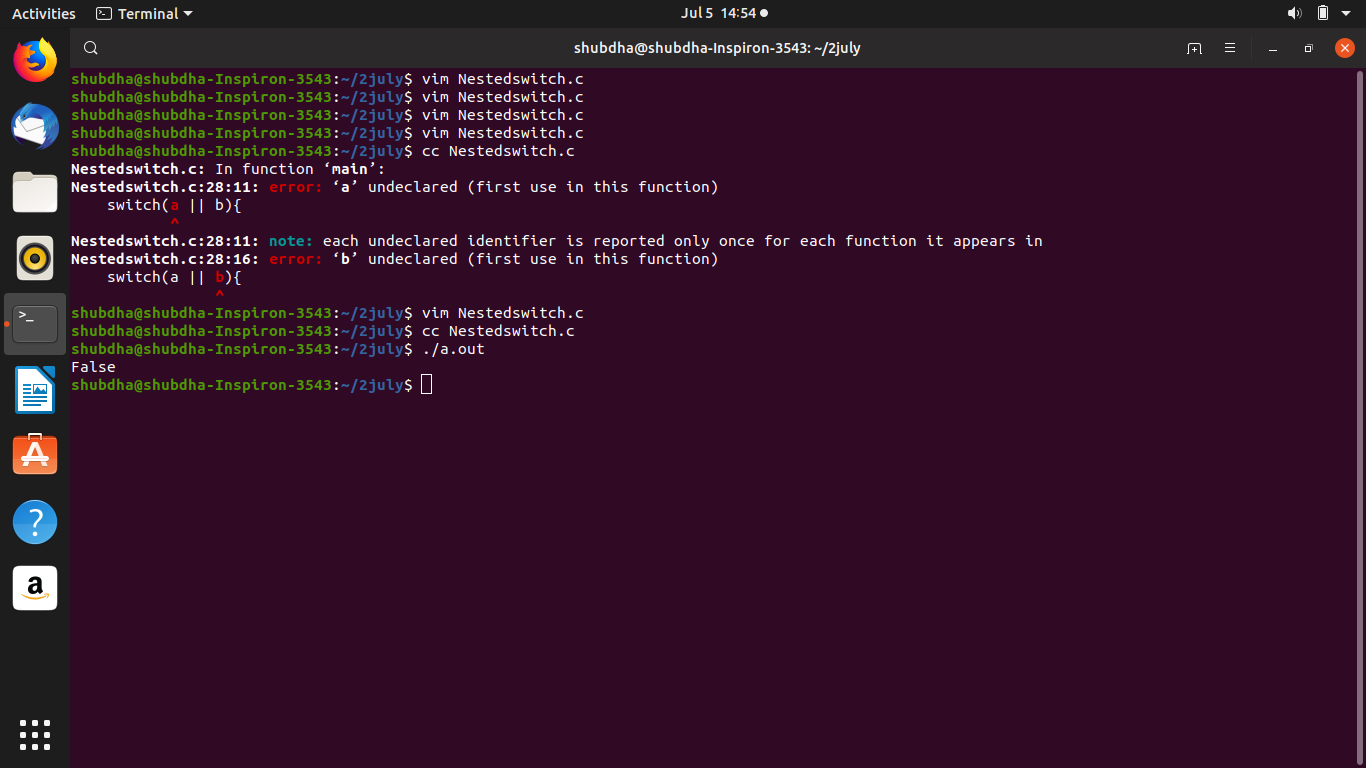 Activities
Terminal
Jul 5 14:54
shubdha@shubdha-Inspiron-3543: ~/2july
shubdha@shubdha-Inspiron-3543:~/2july$ vim Nestedswitch.c
shubdha@shubdha-Inspiron-3543:~/2july$ vim Nestedswitch.c
shubdha@shubdha-Inspiron-3543:~/2july$ vim Nestedswitch.c
shubdha@shubdha-Inspiron-3543:~/2july$ vim Nestedswitch.c
shubdha@shubdha-Inspiron-3543:~/2july$ cc Nestedswitch.c
Nestedswitch.c: In function ‘main’:
Nestedswitch.c:28:11: error: ‘a’ undeclared (first use in this function)
    switch(a || b){
           ^
Nestedswitch.c:28:11: note: each undeclared identifier is reported only once for each function it appears in
Nestedswitch.c:28:16: error: ‘b’ undeclared (first use in this function)
    switch(a || b){
                ^
shubdha@shubdha-Inspiron-3543:~/2july$ vim Nestedswitch.c
shubdha@shubdha-Inspiron-3543:~/2july$ cc Nestedswitch.c
shubdha@shubdha-Inspiron-3543:~/2july$ ./a.out
False
shubdha@shubdha-Inspiron-3543:~/2july$